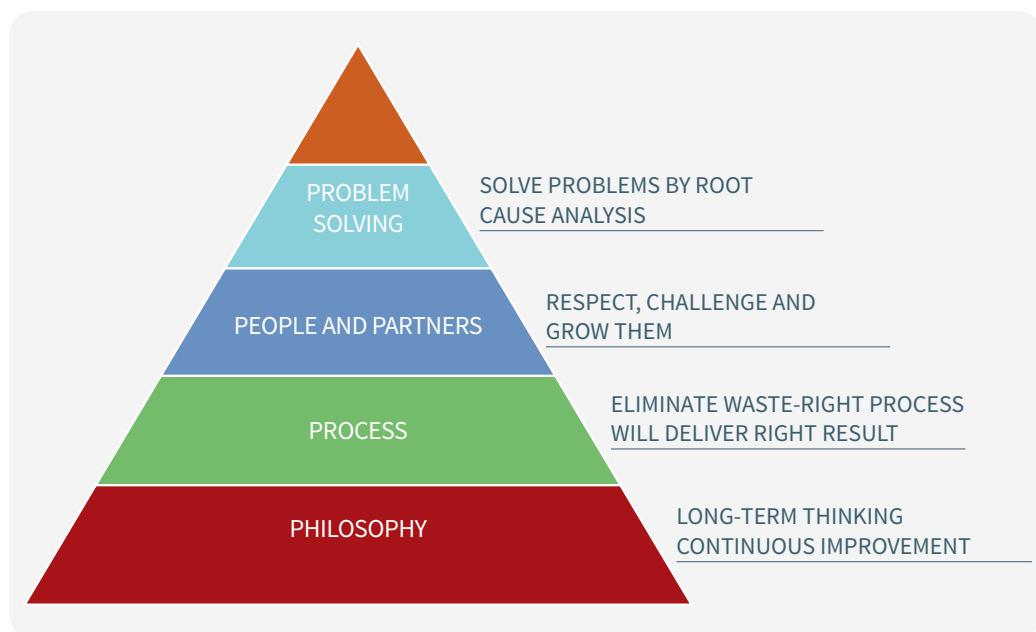 PROBLEM
SOLVING
SOLVE PROBLEMS BY ROOT
CAUSE ANALYSIS
PEOPLE AND PARTNERS
RESPECT, CHALLENGE AND
GROW THEM
PROCESS
ELIMINATE WASTE-RIGHT PROCESS
WILL DELIVER RIGHT RESULT
PHILOSOPHY
LONG-TERM THINKING
CONTINUOUS IMPROVEMENT